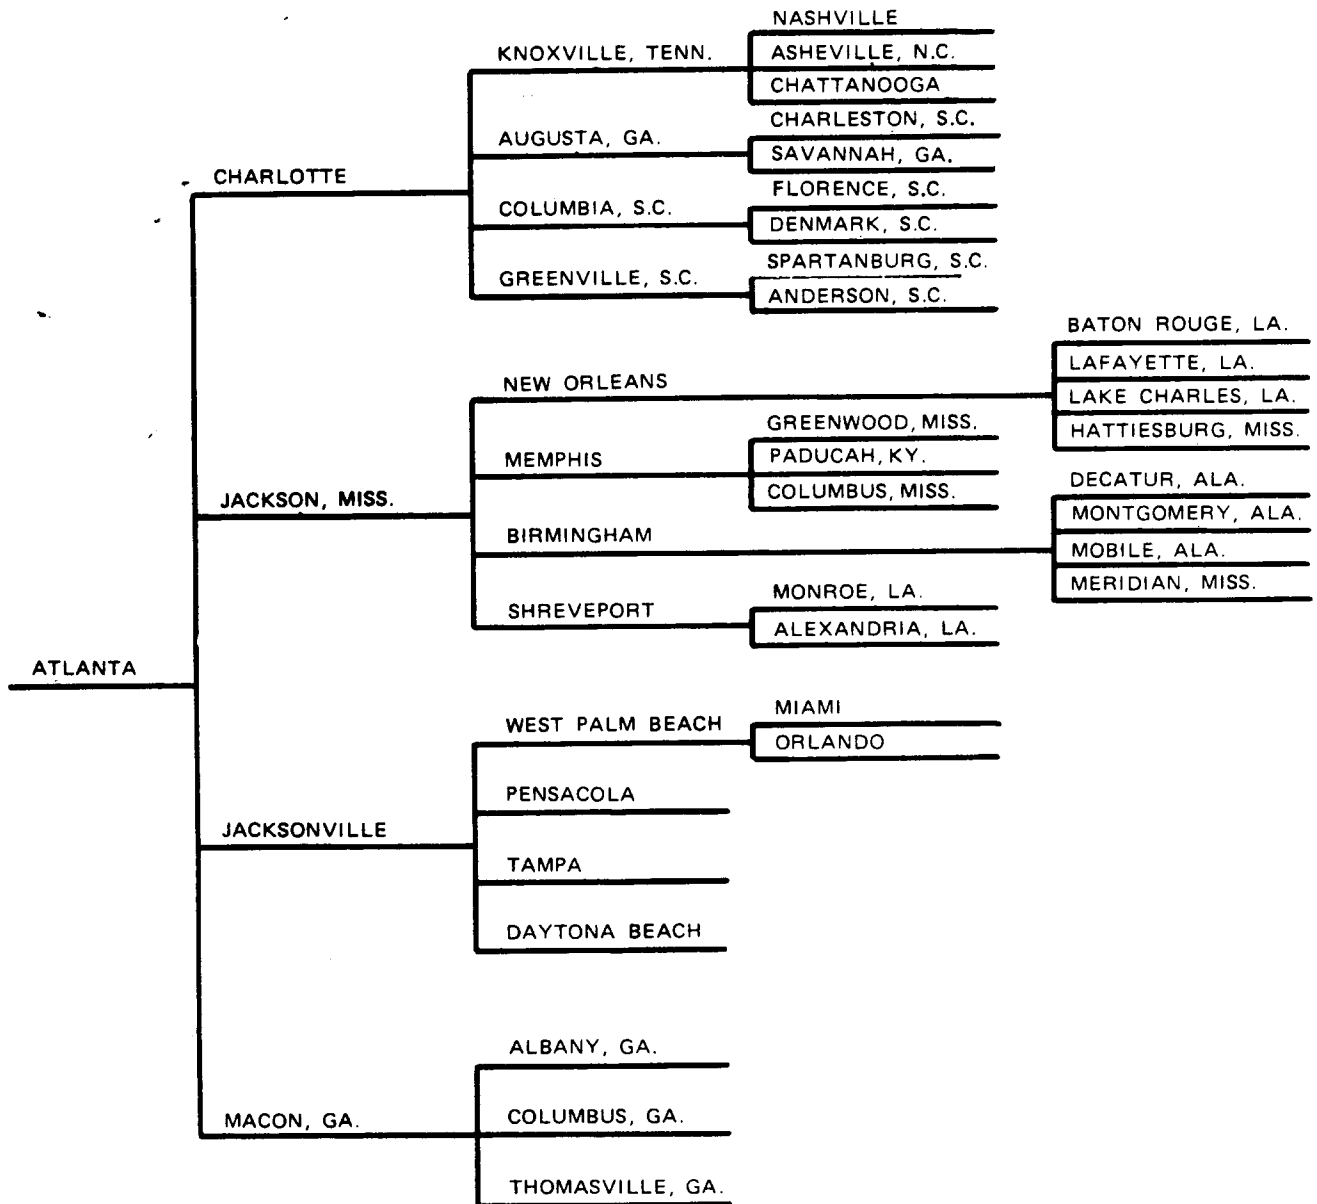 NASHVILLE
KNOXVILLE, TENN.
ASHEVILLE, N.C.
CHATTANOOGA
CHARLESTON, S.C.
AUGUSTA, GA.
SAVANNAH, GA.
CHARLOTTE
FLORENCE, S.C.
COLUMBIA, S.C.
DENMARK, S.C.
SPARTANBURG, S.C.
GREENVILLE, S.C.
ANDERSON, S.C.
BATON ROUGE, LA.
LAFAYETTE, LA.
NEW ORLEANS
LAKE CHARLES, LA.
GREENWOOD, MISS.
HATTIESBURG, MISS.
MEMPHIS
PADUCAH, KY.
DECATUR, ALA.
JACKSON, MISS.
COLUMBUS, MISS.
MONTGOMERY, ALA.
BIRMINGHAM
MOBILE, ALA.
MERIDIAN, MISS.
MONROE, LA.
SHREVEPORT
ALEXANDRIA, LA.
ATLANTA
MIAMI
WEST PALM BEACH
ORLANDO
PENSACOLA
JACKSONVILLE
TAMPA
DAYTONA BEACH
ALBANY, GA.
MACON, GA.
COLUMBUS, GA.
THOMASVILLE, GA.